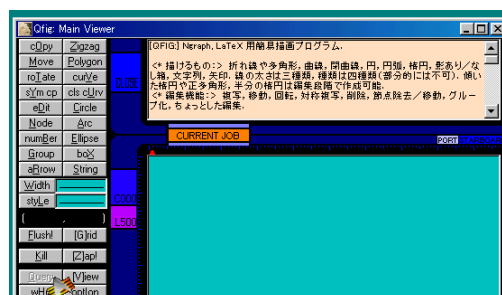 Qfig: Main Viewer
cOpy Zigzag
Move Polygon
roTate curVe
sYm cp cls cUrv
eDit Circle
Node Arc
numBer Ellipse
Group boX
aRrow String
Width
styLe
( , )
Flush! [G]rid
Kill [Z]ap!
Query [V]iew
optIon
[QFIG:] Ngraph, LaTeX 用簡易描画プログラム.
<* 描けるもの:> 折れ線や多角形, 曲線, 閉曲線, 円, 円弧, 楕円, 影あり/な
し箱, 文字列, 矢印. 線の太さは三種類, 種類は四種類(部分的には不可). 傾い
た楕円や正多角形, 半分の楕円は編集段階で作成可能.
<* 編集機能:> 複写, 移動, 回転, 対称複写, 削除, 節点除去/移動, グルー
プ化, ちょっとした編集.
CURRENT JOB
PORT STARBOARD
C000
L500